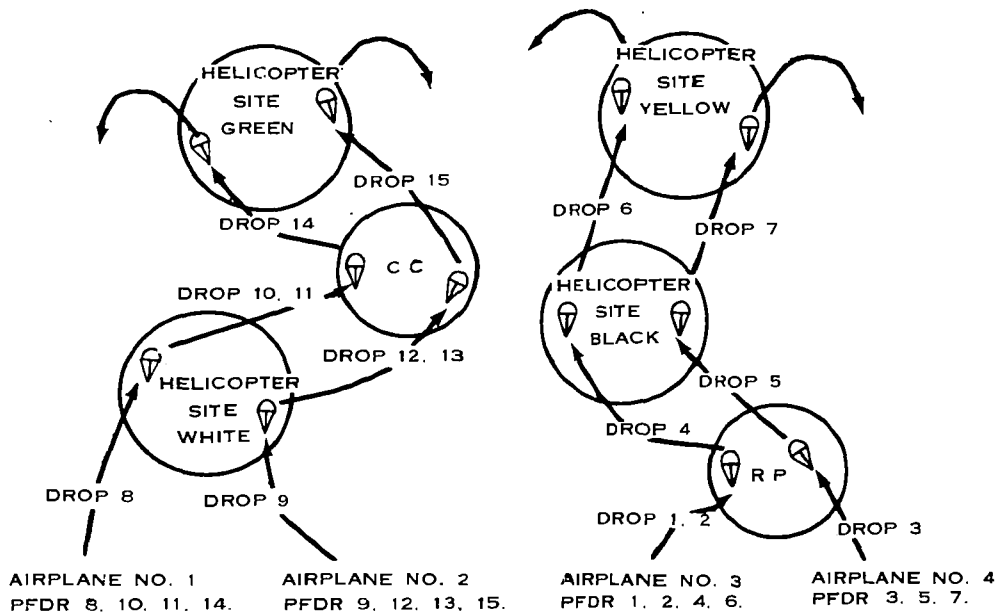 HELICOPTER
SITE
GREEN
HELICOPTER
SITE
YELLOW
DROP 15
DROP 14
DROP 6
DROP 7
C C
DROP 10, 11
HELICOPTER
SITE
BLACK
DROP 12, 13
HELICOPTER
SITE
WHITE
DROP 5
DROP 4
R P
DROP 8
DROP 9
DROP 1, 2
DROP 3
AIRPLANE NO. 1
PFDR 8, 10, 11, 14.
AIRPLANE NO. 2
PFDR 9, 12, 13, 15.
AIRPLANE NO. 3
PFDR 1, 2, 4, 6.
AIRPLANE NO. 4
PFDR 3, 5, 7.